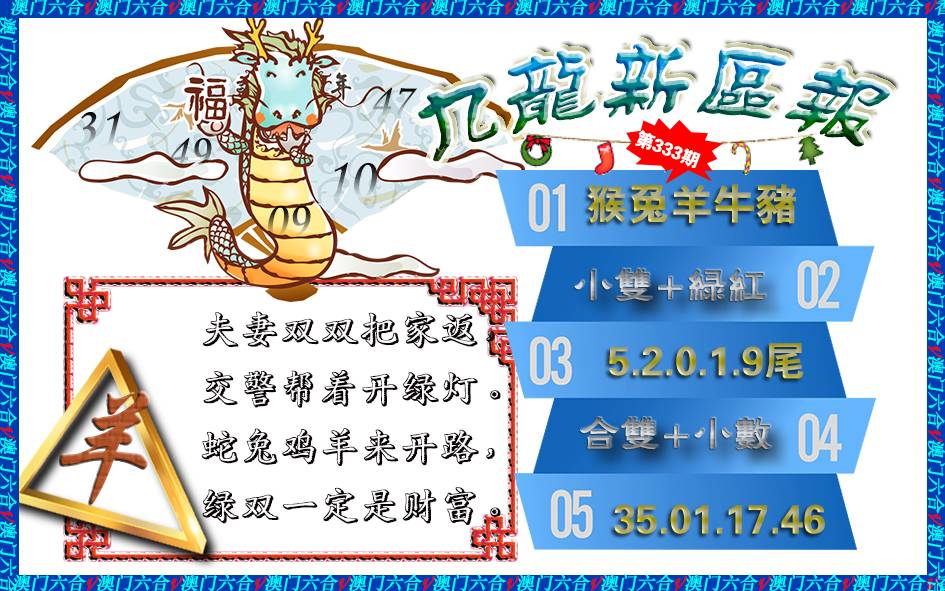 澳门六合
九龍新區報
第333期
31
福
年
47
49
10
09
01 猴兔羊牛豬
小雙+緑紅 02
03 5.2.0.1.9尾
合雙+小數 04
05 35.01.17.46
夫妻双双把家返，
交警帮着开绿灯。
蛇兔鸡羊来开路，
绿双一定是财富。
羊